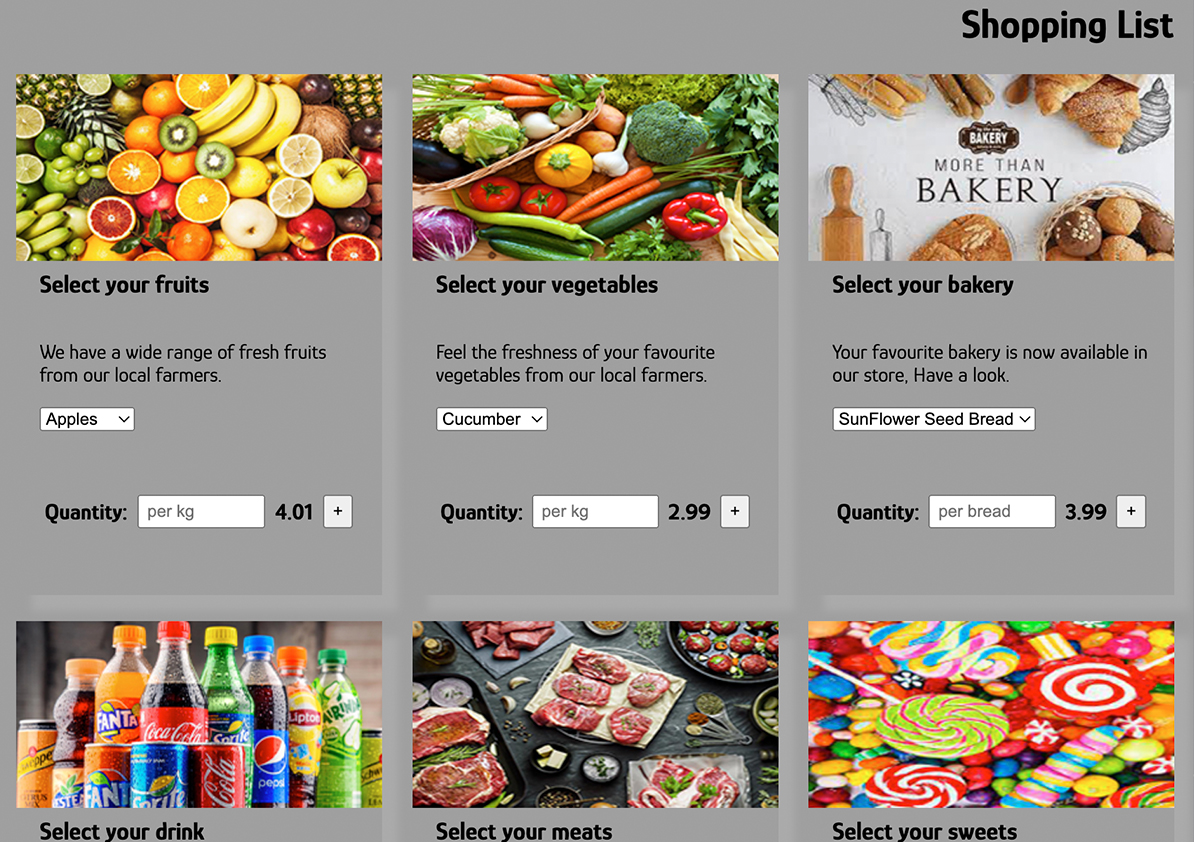 Shopping List
BAKERY
MORE THAN
BAKERY
Select your fruits
We have a wide range of fresh fruits
from our local farmers.
Apples
Quantity: per kg 4.01 +
Select your vegetables
Feel the freshness of your favourite
vegetables from our local farmers.
Cucumber
Quantity: per kg 2.99 +
Select your bakery
Your favourite bakery is now available in
our store, Have a look.
SunFlower Seed Bread
Quantity: per bread 3.99 +
FANTA
Coca-Cola
Sprite
Lipton
pepsi
Select your drink
Select your meats
Select your sweets